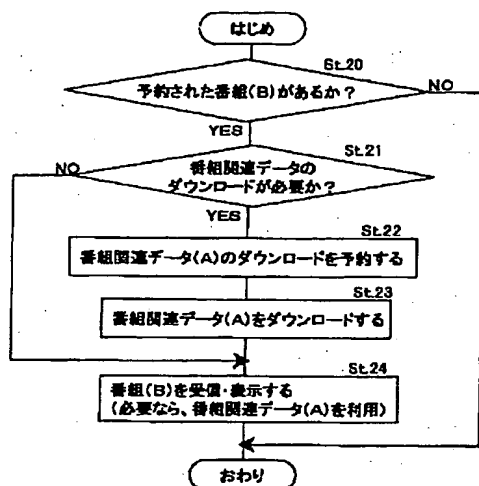 はじめ
St.20
予約された番組(B)があるか？
NO
YES
St.21
NO
番組関連データの
ダウンロードが必要か？
YES
St.22
番組関連データ(A)のダウンロードを予約する
St.23
番組関連データ(A)をダウンロードする
St.24
番組(B)を受信・表示する
(必要なら、番組関連データ(A)を利用)
おわり